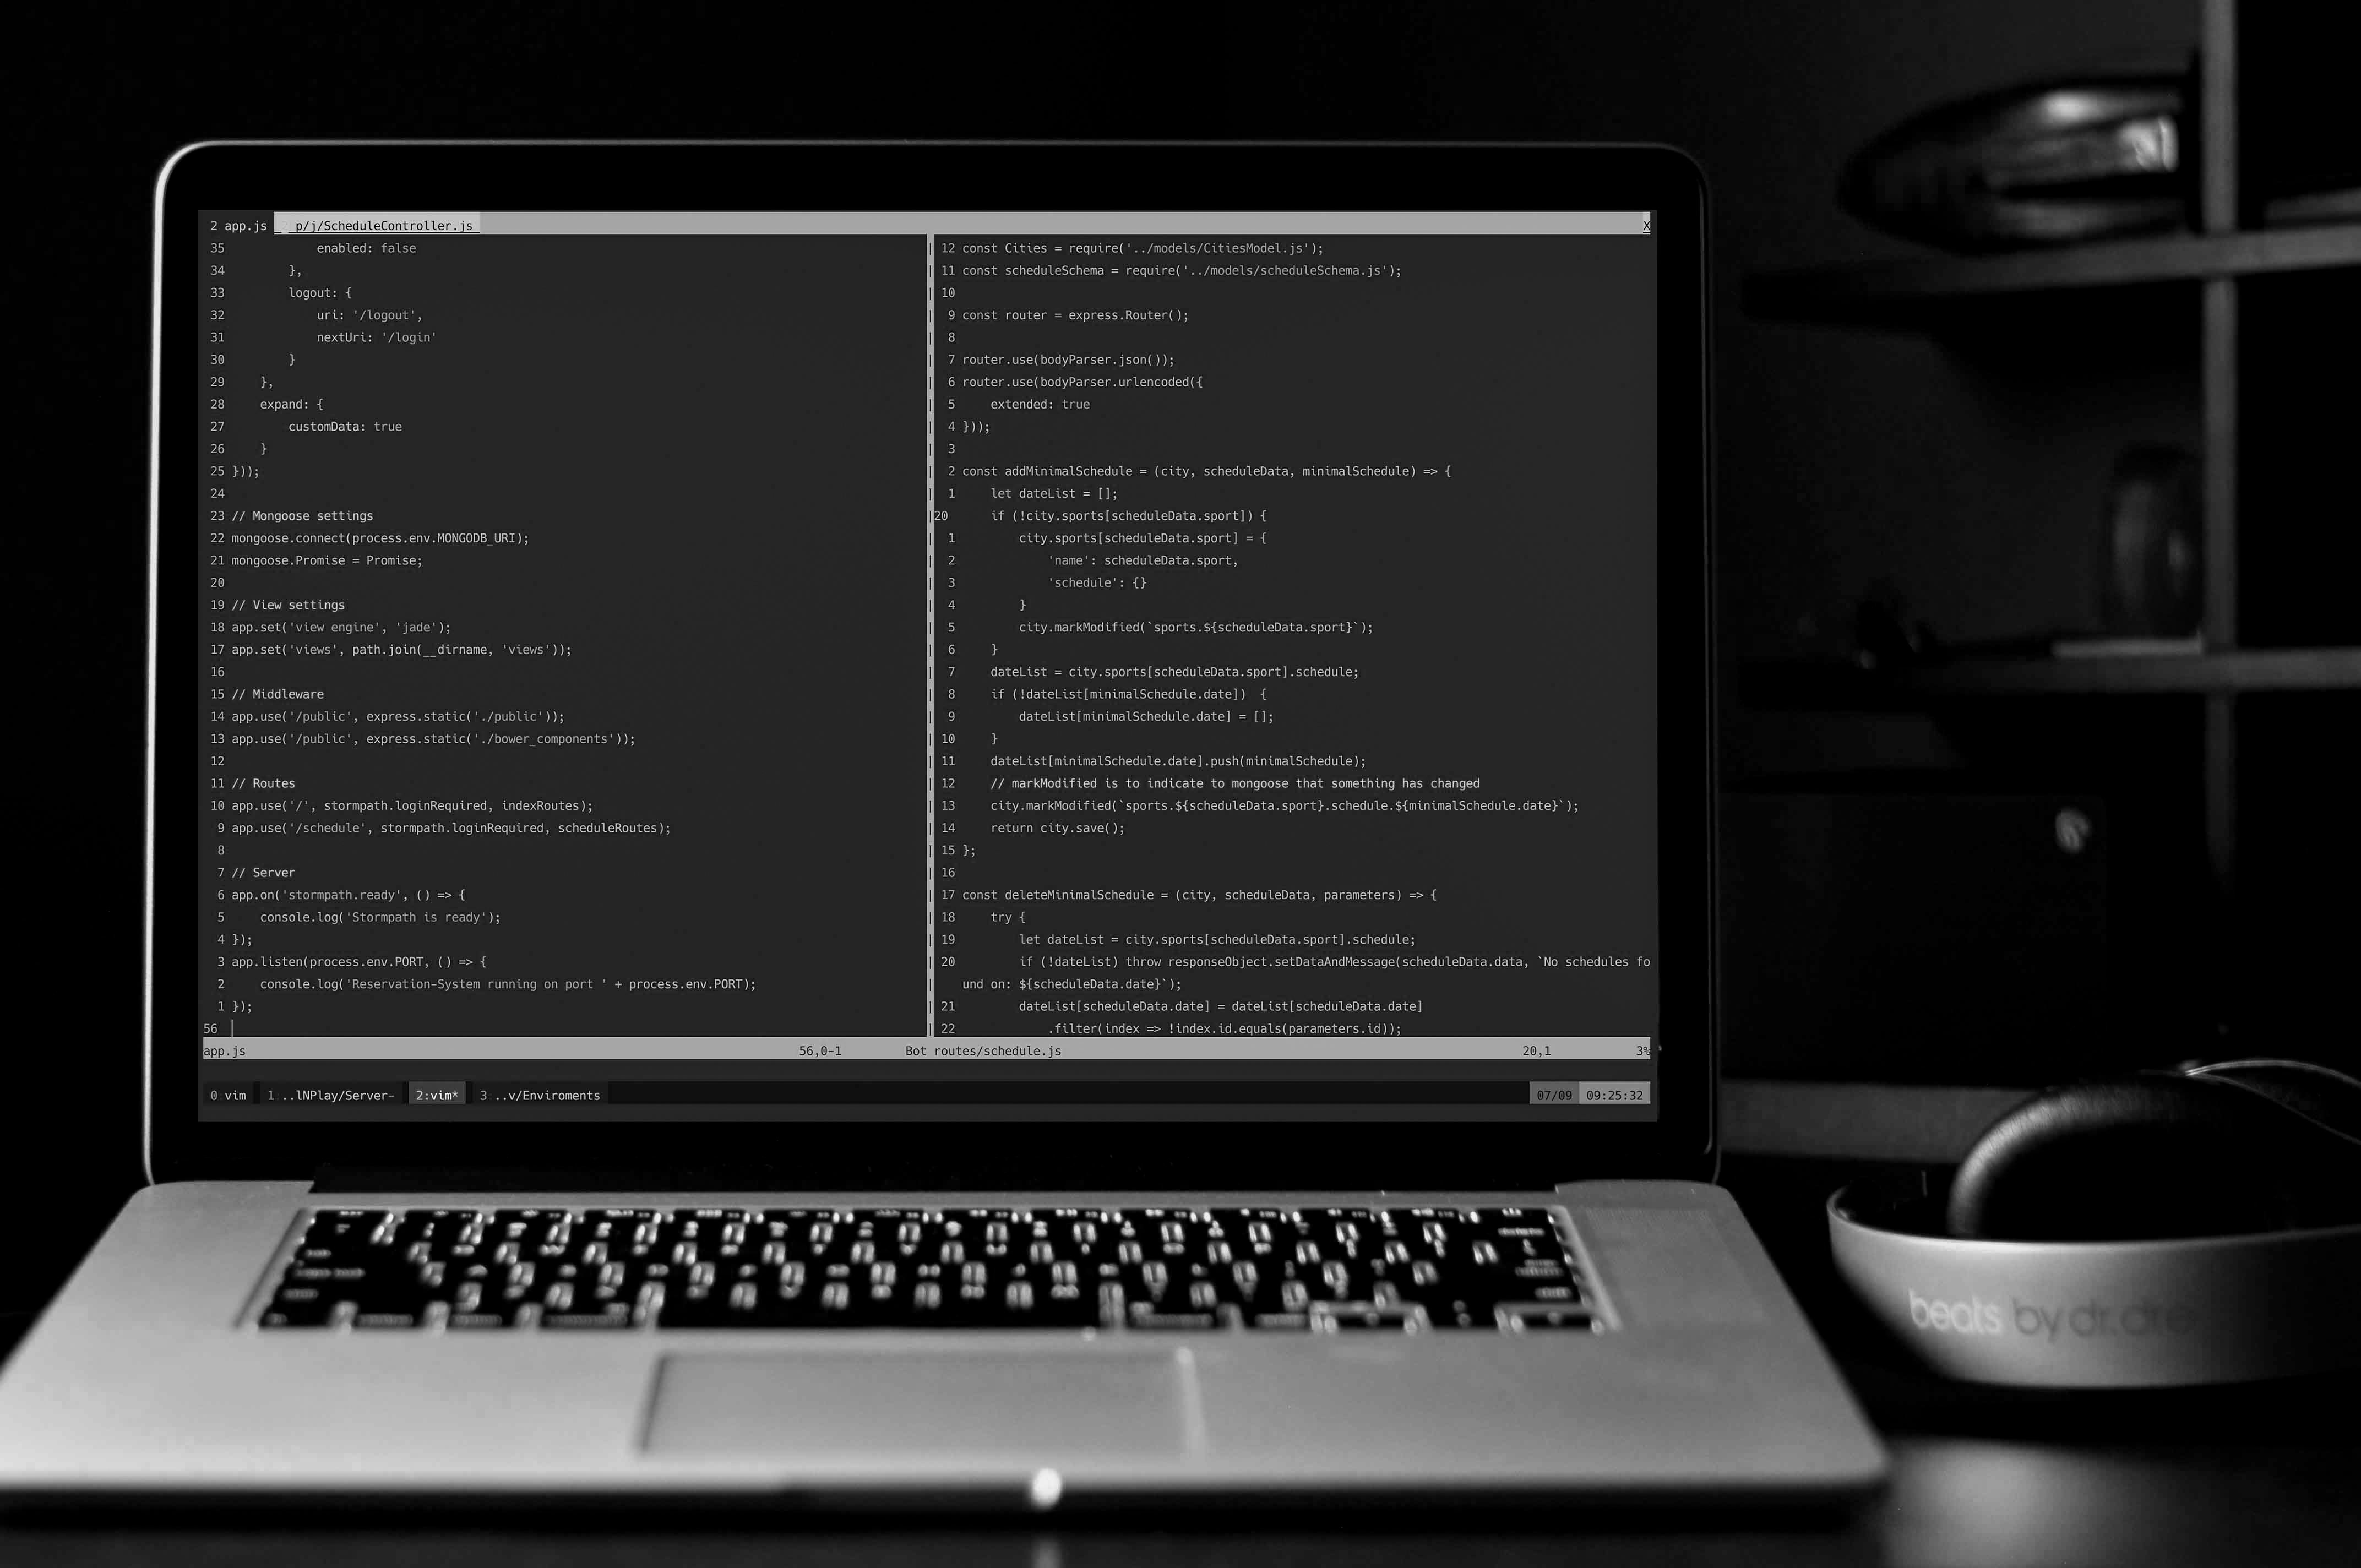 2 app.js  p/j/ScheduleController.js X
35             enabled: false
34         },
33         logout: {
32             uri: '/logout',
31             nextUri: '/login'
30         }
29     },
28     expand: {
27         customData: true
26     }
25 }));
24
23 // Mongoose settings
22 mongoose.connect(process.env.MONGODB_URI);
21 mongoose.Promise = Promise;
20
19 // View settings
18 app.set('view engine', 'jade');
17 app.set('views', path.join(__dirname, 'views'));
16
15 // Middleware
14 app.use('/public', express.static('./public'));
13 app.use('/public', express.static('./bower_components'));
12
11 // Routes
10 app.use('/', stormpath.loginRequired, indexRoutes);
9 app.use('/schedule', stormpath.loginRequired, scheduleRoutes);
8
7 // Server
6 app.on('stormpath.ready', () => {
5     console.log('Stormpath is ready');
4 });
3 app.listen(process.env.PORT, () => {
2     console.log('Reservation-System running on port ' + process.env.PORT);
1 });
56
12 const Cities = require('../models/CitiesModel.js');
11 const scheduleSchema = require('../models/scheduleSchema.js');
10
9 const router = express.Router();
8
7 router.use(bodyParser.json());
6 router.use(bodyParser.urlencoded({
5     extended: true
4 }));
3
2 const addMinimalSchedule = (city, scheduleData, minimalSchedule) => {
1     let dateList = [];
20     if (!city.sports[scheduleData.sport]) {
1         city.sports[scheduleData.sport] = {
2             'name': scheduleData.sport,
3             'schedule': {}
4         }
5         city.markModified(`sports.${scheduleData.sport}`);
6     }
7     dateList = city.sports[scheduleData.sport].schedule;
8     if (!dateList[minimalSchedule.date])  {
9         dateList[minimalSchedule.date] = [];
10     }
11     dateList[minimalSchedule.date].push(minimalSchedule);
12     // markModified is to indicate to mongoose that something has changed
13     city.markModified(`sports.${scheduleData.sport}.schedule.${minimalSchedule.date}`);
14     return city.save();
15 };
16
17 const deleteMinimalSchedule = (city, scheduleData, parameters) => {
18     try {
19         let dateList = city.sports[scheduleData.sport].schedule;
20         if (!dateList) throw responseObject.setDataAndMessage(scheduleData.data, `No schedules fo
und on: ${scheduleData.date}`);
21         dateList[scheduleData.date] = dateList[scheduleData.date]
22             .filter(index => !index.id.equals(parameters.id));
app.js 56,0-1 Bot routes/schedule.js 20,1 3%
0 vim 1 ..lNPlay/Server- 2:vim* 3 ..v/Enviroments 07/09 09:25:32
beats by dr. dre